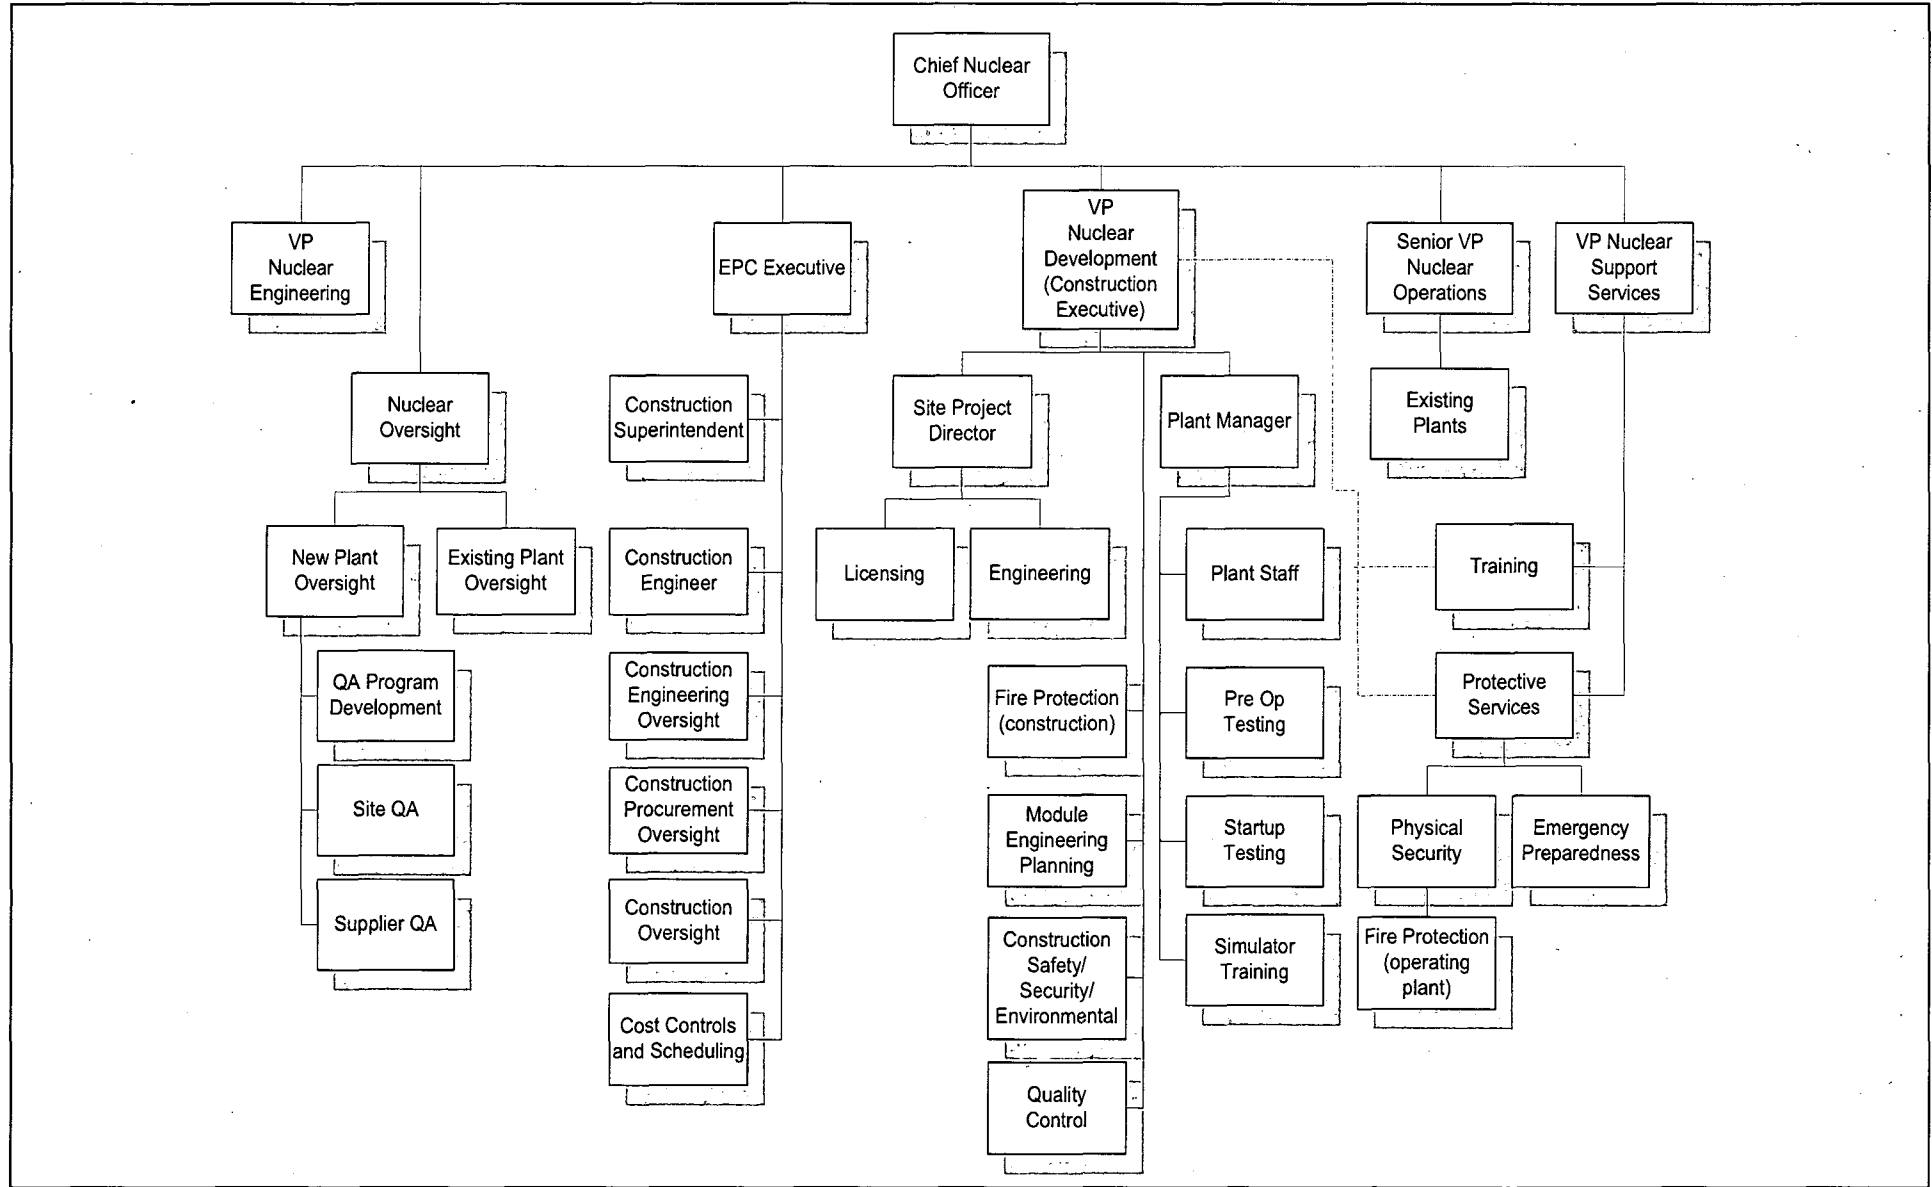 Chief Nuclear
Officer
VP
Nuclear
Engineering
EPC Executive
VP
Nuclear
Development
(Construction
Executive)
Senior VP
Nuclear
Operations
VP Nuclear
Support
Services
Nuclear
Oversight
Construction
Superintendent
Site Project
Director
Plant Manager
Existing
Plants
New Plant
Oversight
Existing Plant
Oversight
Construction
Engineer
Licensing
Engineering
Plant Staff
Training
QA Program
Development
Construction
Engineering
Oversight
Fire Protection
(construction)
Pre Op
Testing
Protective
Services
Site QA
Construction
Procurement
Oversight
Module
Engineering
Planning
Startup
Testing
Physical
Security
Emergency
Preparedness
Supplier QA
Construction
Oversight
Construction
Safety/
Security/
Environmental
Simulator
Training
Fire Protection
(operating
plant)
Cost Controls
and Scheduling
Quality
Control